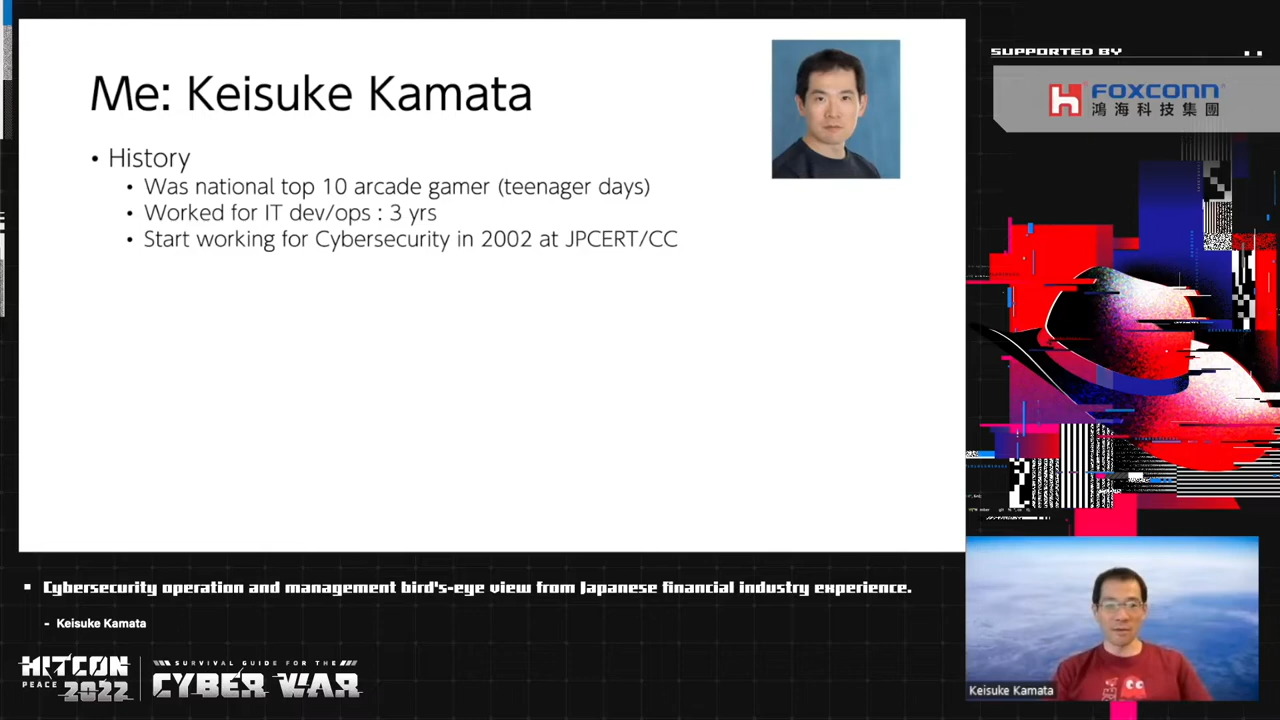 Me: Keisuke Kamata
• History
• Was national top 10 arcade gamer (teenager days)
• Worked for IT dev/ops : 3 yrs
• Start working for Cybersecurity in 2002 at JPCERT/CC
SUPPORTED BY
FOXCONN
鴻海科技集團
Cybersecurity operation and management bird's-eye view from Japanese financial industry experience.
- Keisuke Kamata
HITCON
PEACE 2022
SURVIVAL GUIDE FOR THE
CYBER WAR
Keisuke Kamata